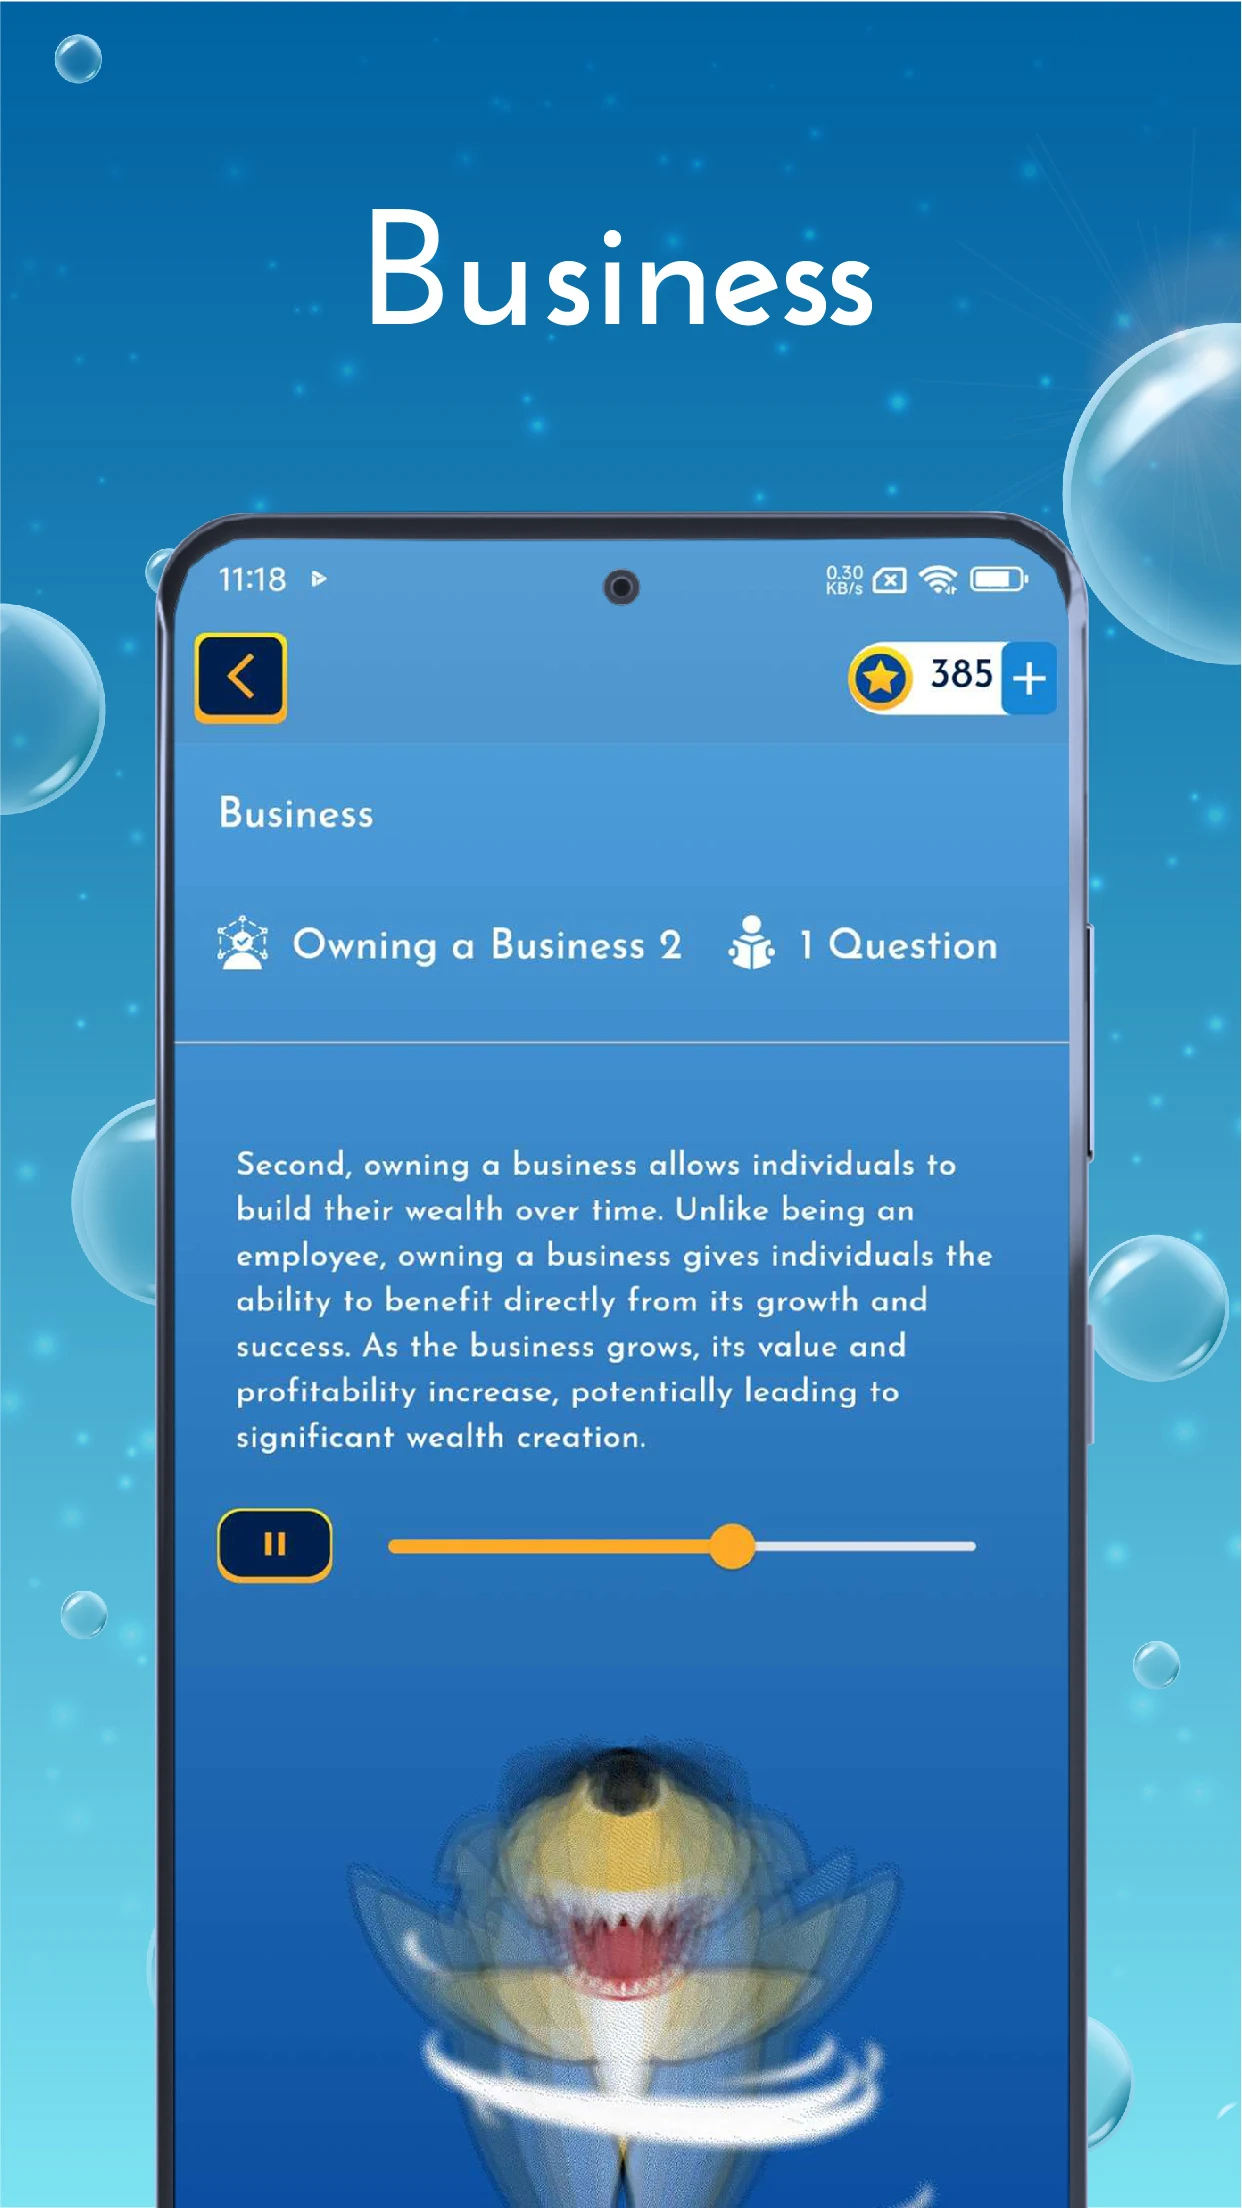 Business
11:18
0.30
KB/s
385
Business
Owning a Business 2
1 Question
Second, owning a business allows individuals to
build their wealth over time. Unlike being an
employee, owning a business gives individuals the
ability to benefit directly from its growth and
success. As the business grows, its value and
profitability increase, potentially leading to
significant wealth creation.